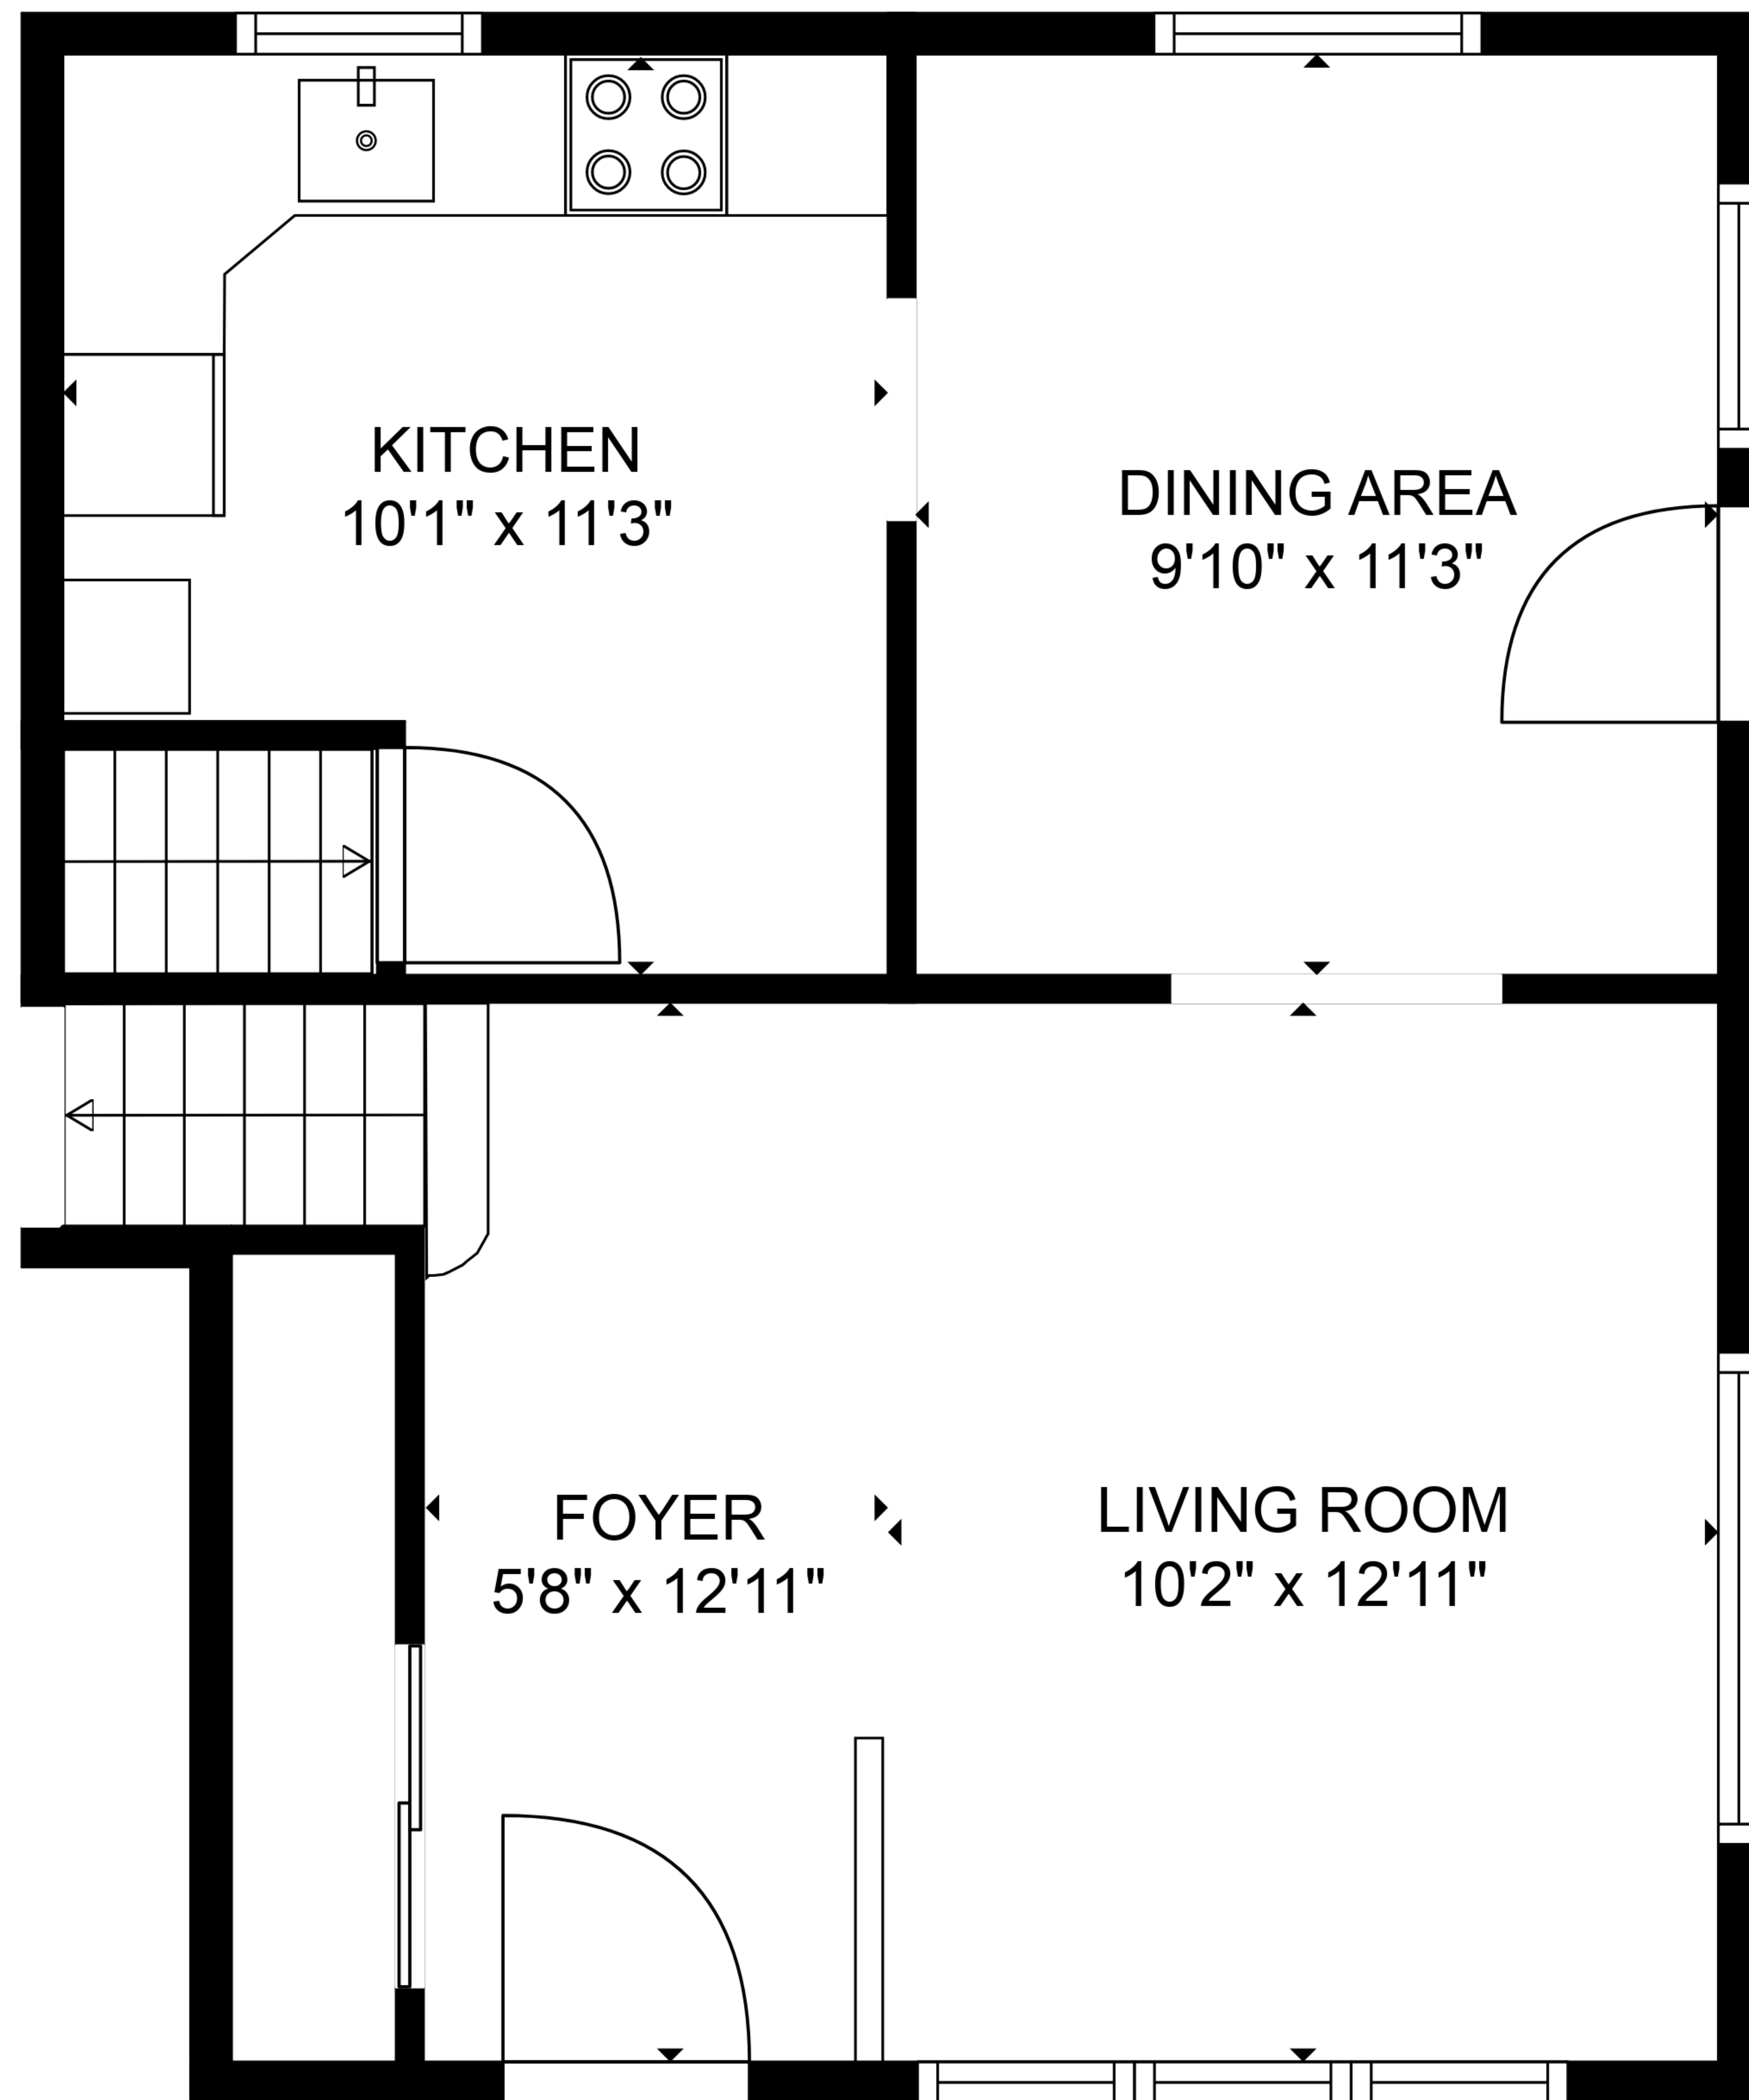 KITCHEN
10'1" x 11'3"
DINING AREA
9'10" x 11'3"
FOYER
5'8" x 12'11"
LIVING ROOM
10'2" x 12'11"